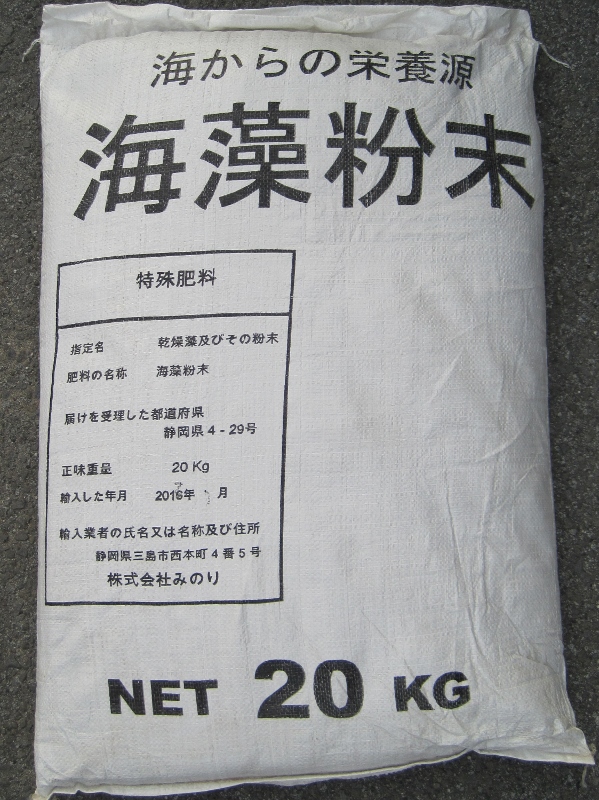 海からの栄養源
海藻粉末
特殊肥料
指定名 乾燥藻及びその粉末
肥料の名称 海藻粉末
届けを受理した都道府県
静岡県4-29号
正味重量 20 Kg
輸入した年月 2016年 月
輸入業者の氏名又は名称及び住所
静岡県三島市西本町4番5号
株式会社みのり
NET 20 KG